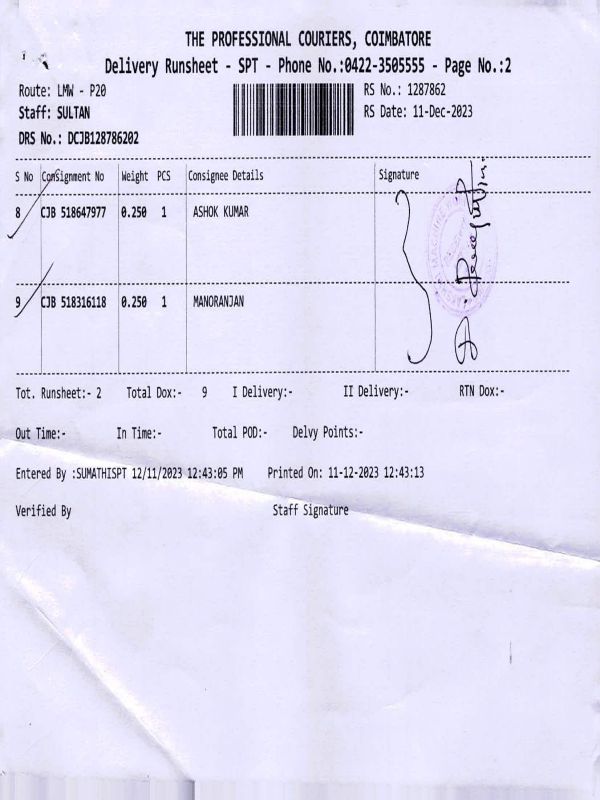 THE PROFESSIONAL COURIERS, COIMBATORE
Delivery Runsheet - SPT - Phone No.:0422-3505555 - Page No.:2
Route: LMW - P20 RS No.: 1287862
Staff: SULTAN RS Date: 11-Dec-2023
DRS No.: DCJB128786202
S No Consignment No Weight PCS Consignee Details Signature
8 CJB 518647977 0.250 1 ASHOK KUMAR
9 CJB 518316118 0.250 1 MANORANJAN
Tot. Runsheet:- 2 Total Dox:- 9 I Delivery:- II Delivery:- RTN Dox:-
Out Time:- In Time:- Total POD:- Delvy Points:-
Entered By :SUMATHISPT 12/11/2023 12:43:05 PM Printed On: 11-12-2023 12:43:13
Verified By Staff Signature